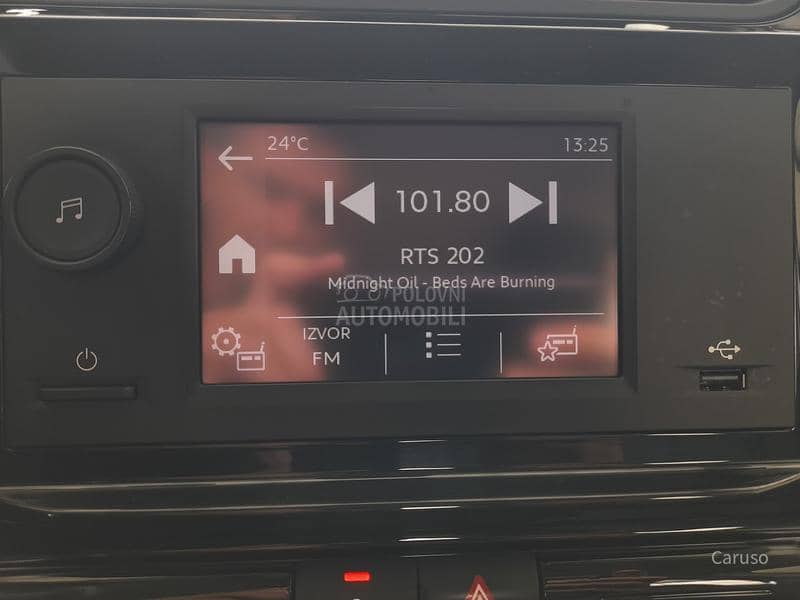 24°C 13:25
101.80
RTS 202
Midnight Oil - Beds Are Burning
POLOVNI
AUTOMOBILI
IZVOR
FM
Caruso